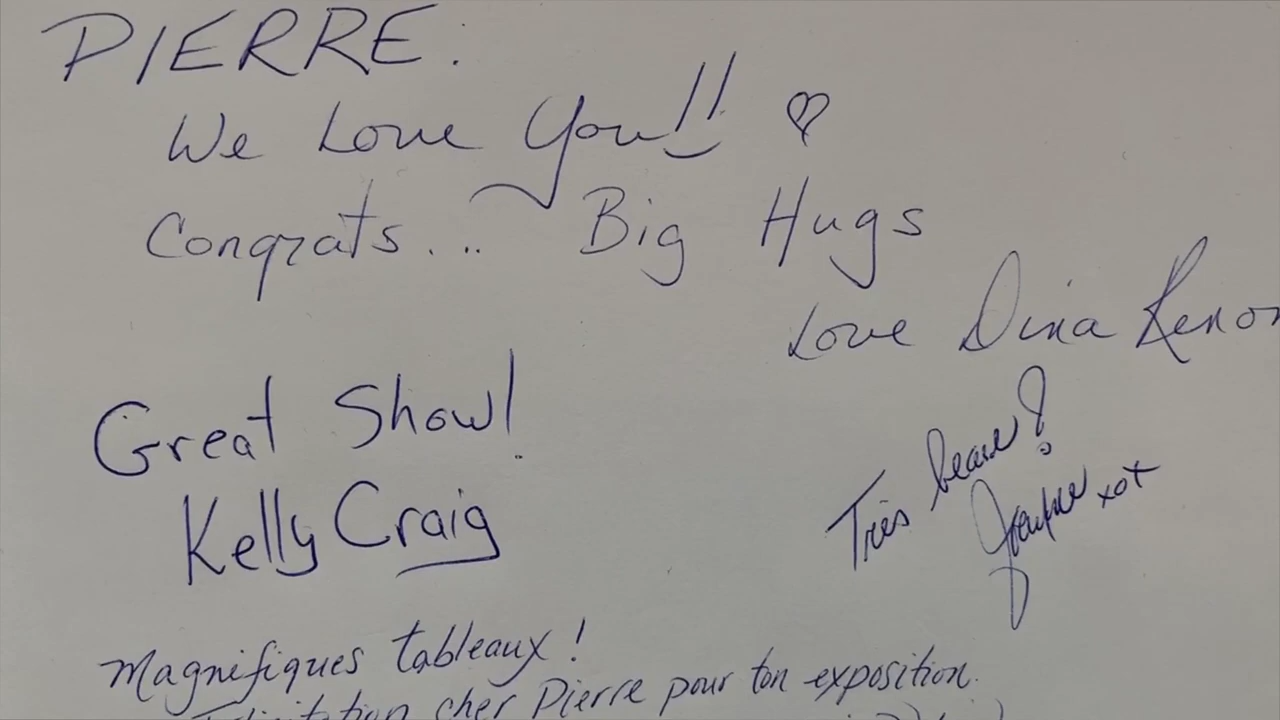 PIERRE:
We Love You!! ♡
Congrats... Big Hugs
Love Dina
Great Show!
Kelly Craig
Très beau!
xox
Magnifiques tableaux!
cher Pierre pour ton exposition.